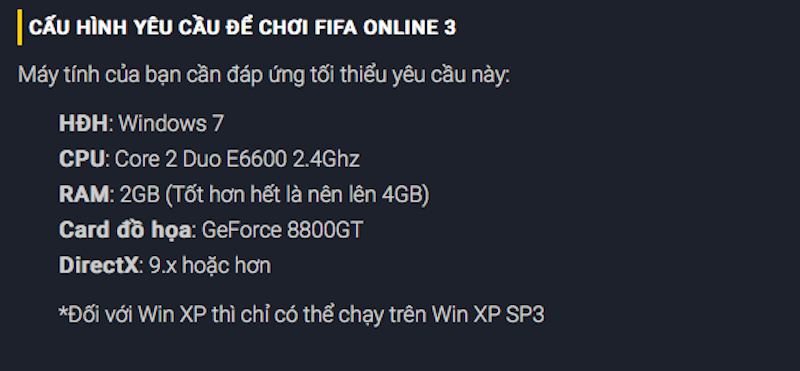 CẤU HÌNH YÊU CẦU ĐỂ CHƠI FIFA ONLINE 3
Máy tính của bạn cần đáp ứng tối thiểu yêu cầu này:
HĐH: Windows 7
CPU: Core 2 Duo E6600 2.4Ghz
RAM: 2GB (Tốt hơn hết là nên lên 4GB)
Card đồ họa: GeForce 8800GT
DirectX: 9.x hoặc hơn
*Đối với Win XP thì chỉ có thể chạy trên Win XP SP3